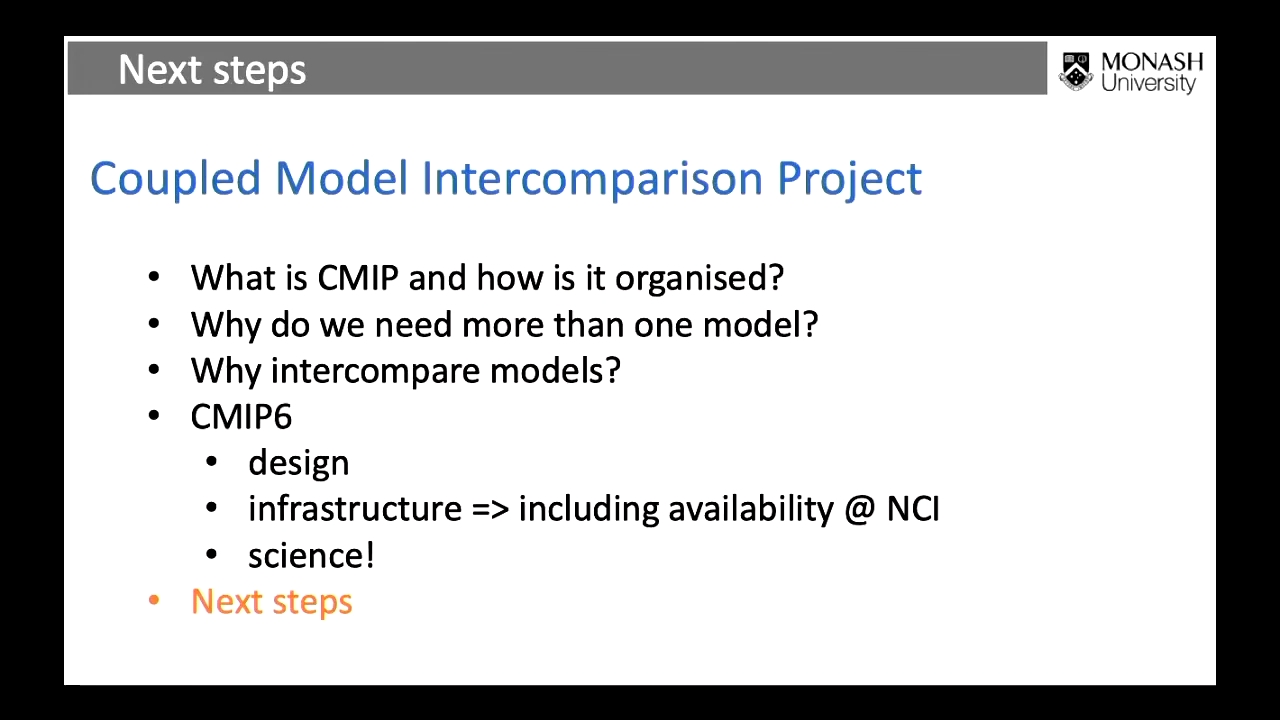 Next steps
MONASH
University
Coupled Model Intercomparison Project
• What is CMIP and how is it organised?
• Why do we need more than one model?
• Why intercompare models?
• CMIP6
• design
• infrastructure => including availability @ NCI
• science!
• Next steps